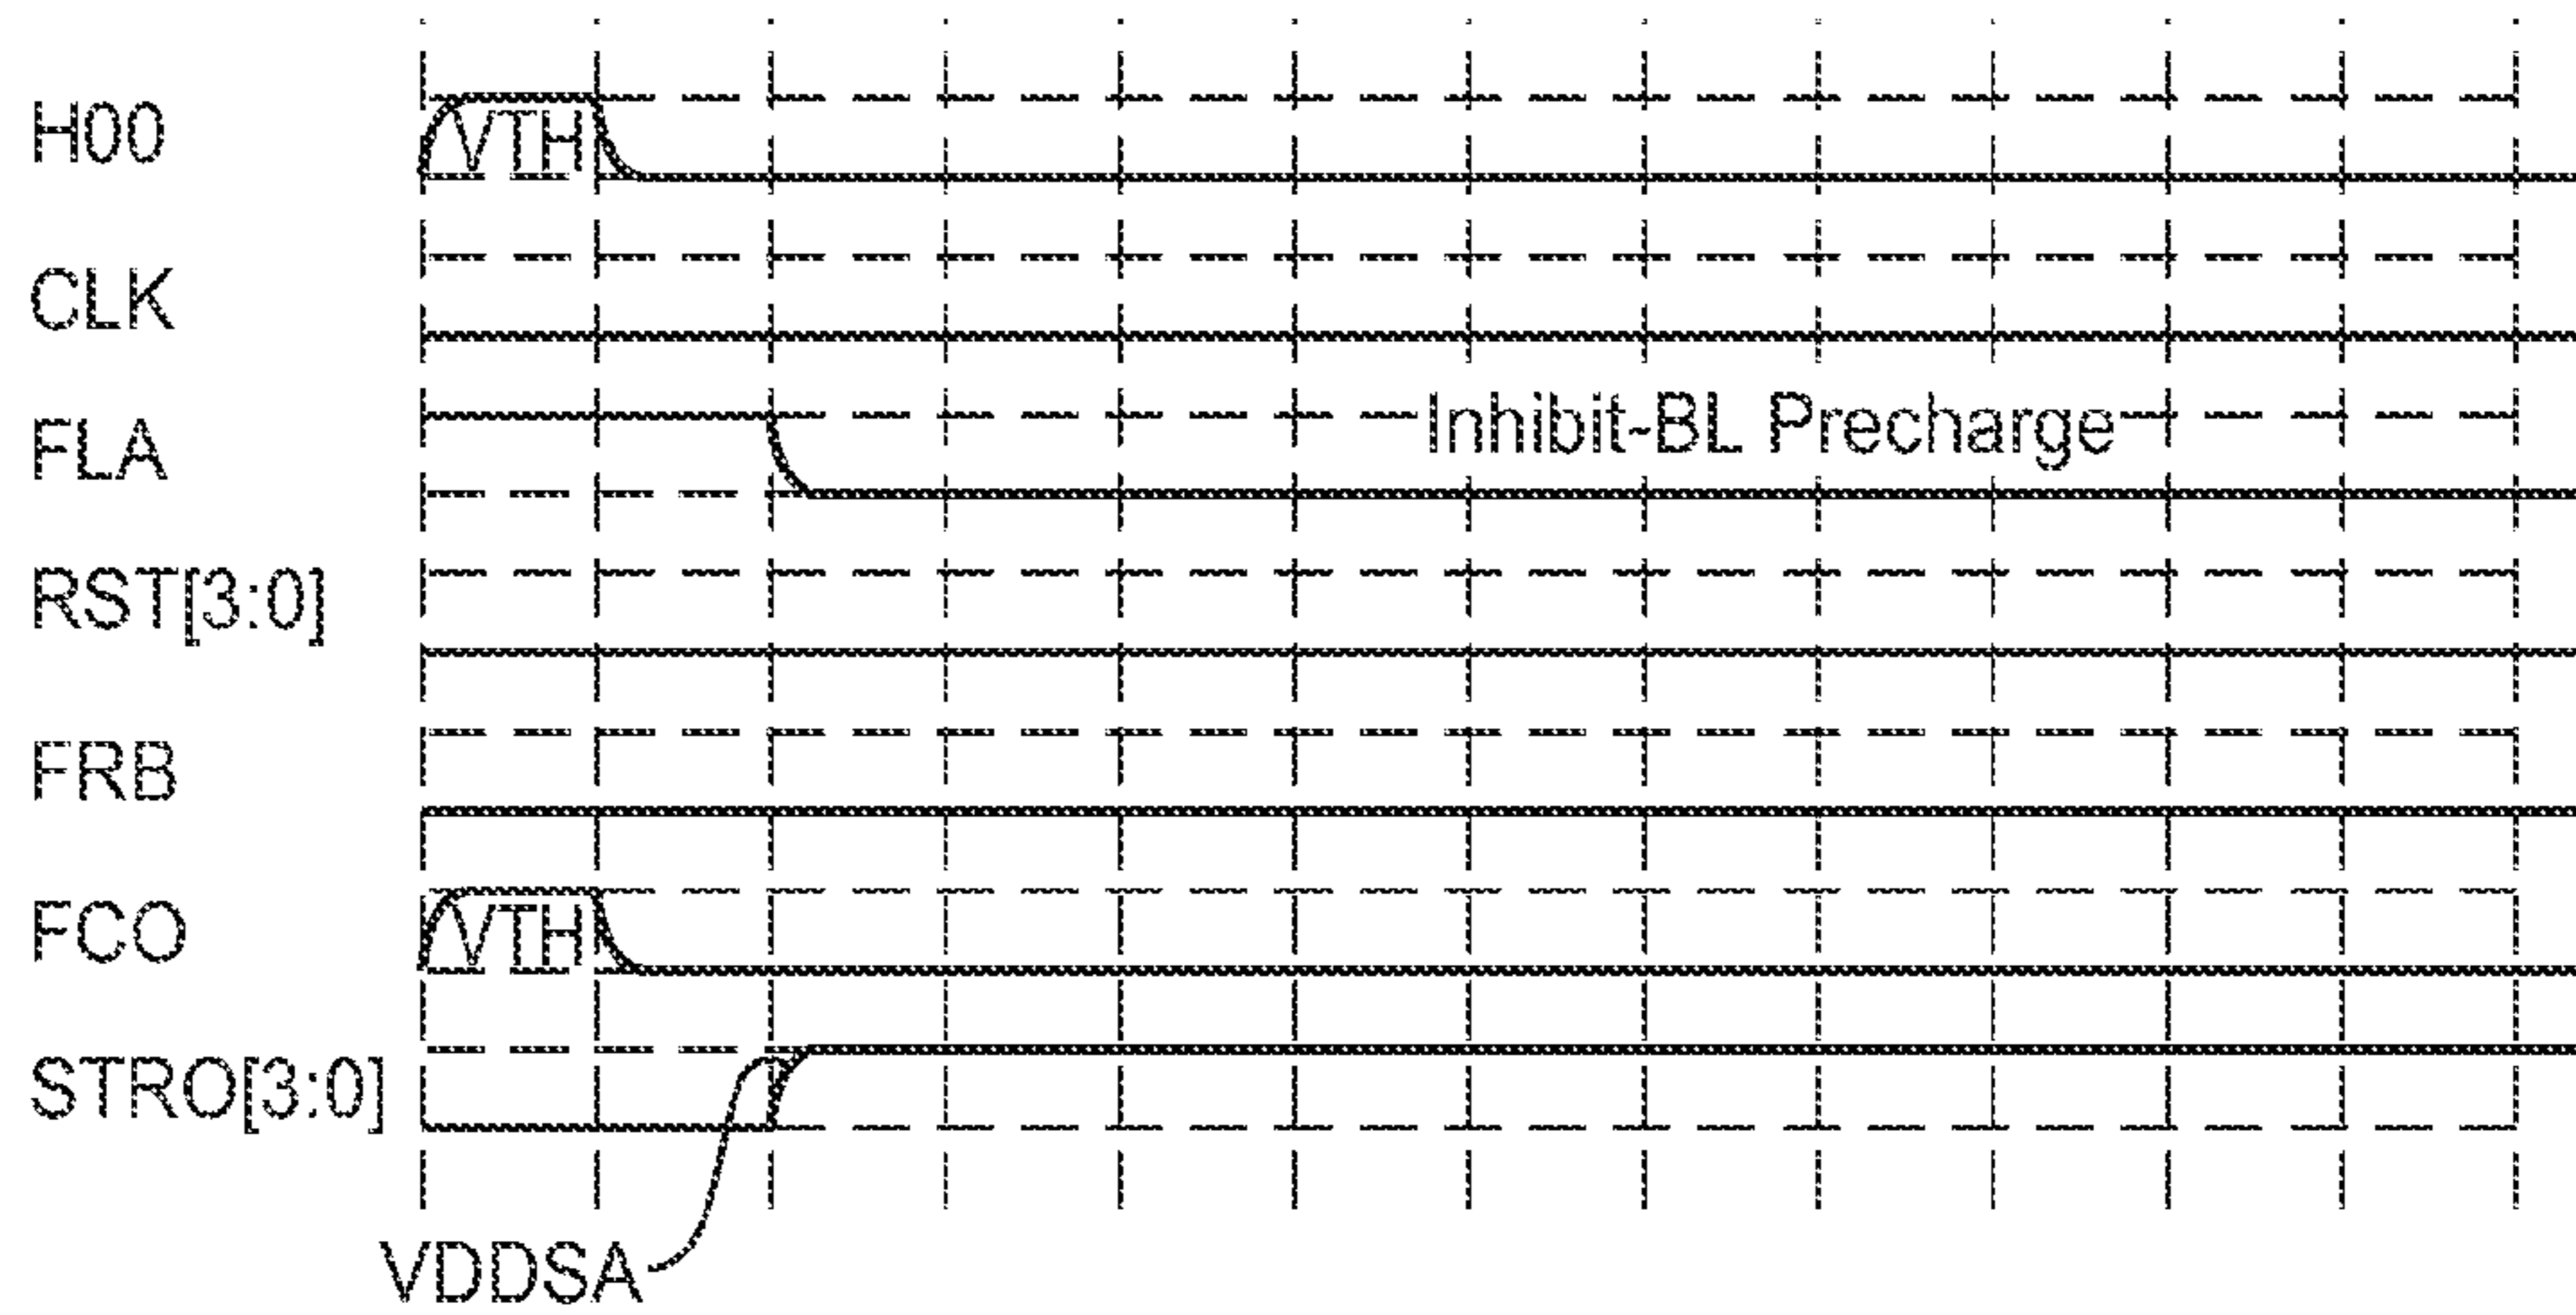 H00
VTH
CLK
FLA
Inhibit-BL Precharge
RST[3:0]
FRB
FCO
VTH
STRO[3:0]
VDDSA